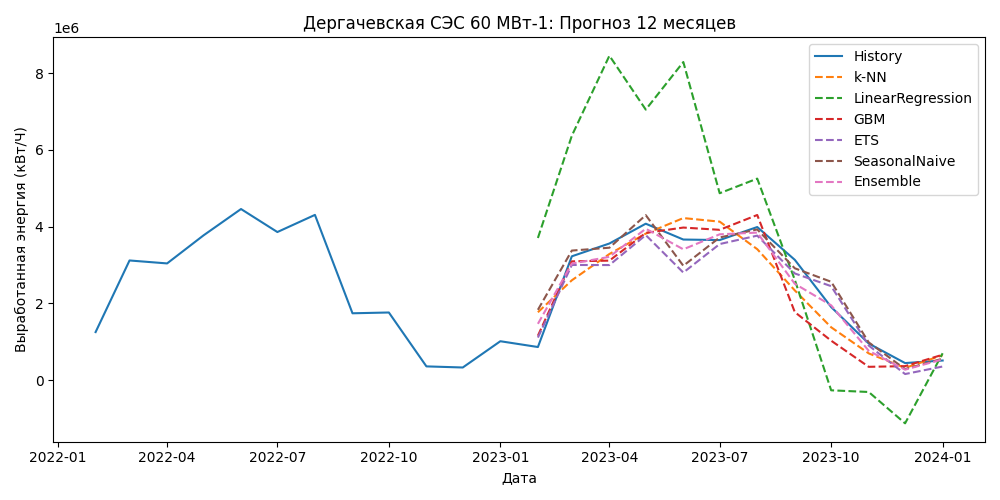 Дергачевская СЭС 60 МВт-1: Прогноз 12 месяцев
1e6
8
6
4
2
0
Выработанная энергия (кВт/Ч)
History
k-NN
LinearRegression
GBM
ETS
SeasonalNaive
Ensemble
2022-01
2022-04
2022-07
2022-10
2023-01
2023-04
2023-07
2023-10
2024-01
Дата